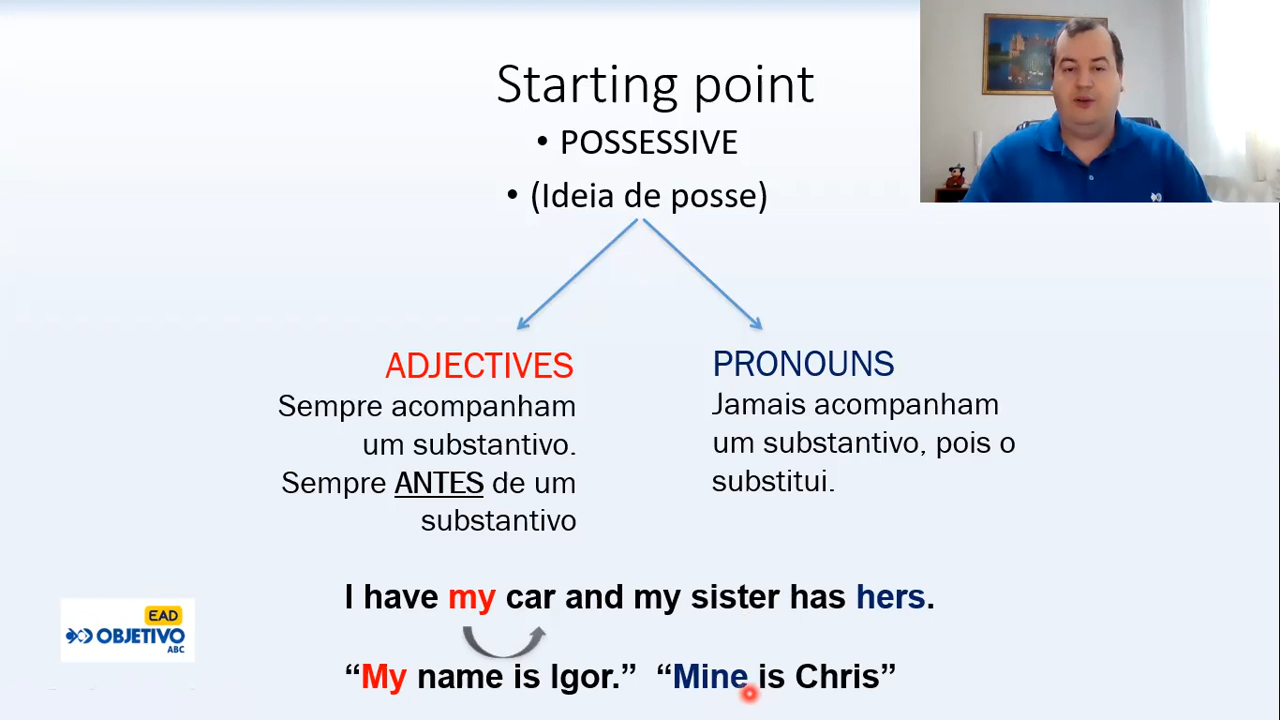 Starting point
• POSSESSIVE
• (Ideia de posse)
ADJECTIVES
Sempre acompanham
um substantivo.
Sempre ANTES de um
substantivo
PRONOUNS
Jamais acompanham
um substantivo, pois o
substitui.
I have my car and my sister has hers.
“My name is Igor.” “Mine is Chris”
EAD
OBJETIVO
ABC